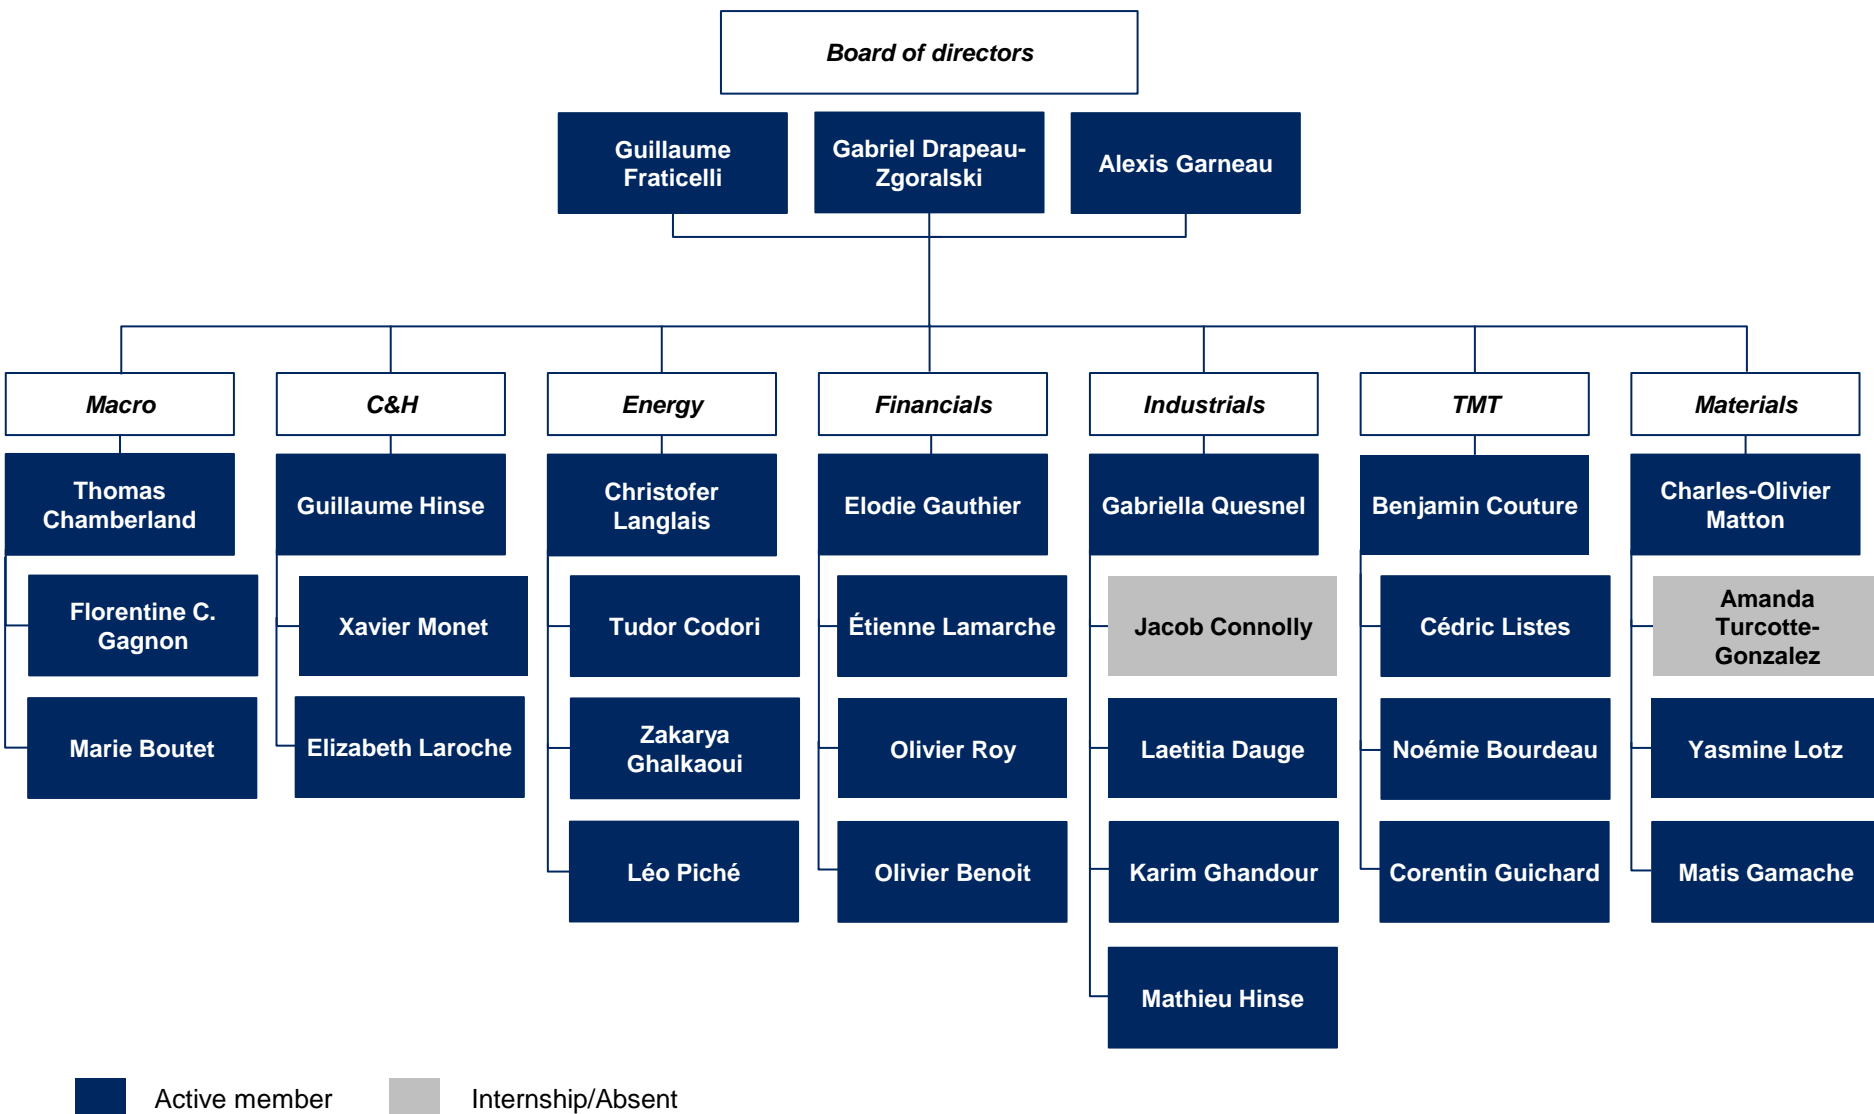 Board of directors
Guillaume
Fraticelli
Gabriel Drapeau-
Zgoralski
Alexis Garneau
Macro
C&H
Energy
Financials
Industrials
TMT
Materials
Thomas
Chamberland
Guillaume Hinse
Christofer
Langlais
Elodie Gauthier
Gabriella Quesnel
Benjamin Couture
Charles-Olivier
Matton
Florentine C.
Gagnon
Xavier Monet
Tudor Codori
Étienne Lamarche
Jacob Connolly
Cédric Listes
Amanda
Turcotte-
Gonzalez
Marie Boutet
Elizabeth Laroche
Zakarya
Ghalkaoui
Olivier Roy
Laetitia Dauge
Noémie Bourdeau
Yasmine Lotz
Léo Piché
Olivier Benoit
Karim Ghandour
Corentin Guichard
Matis Gamache
Mathieu Hinse
Active member
Internship/Absent